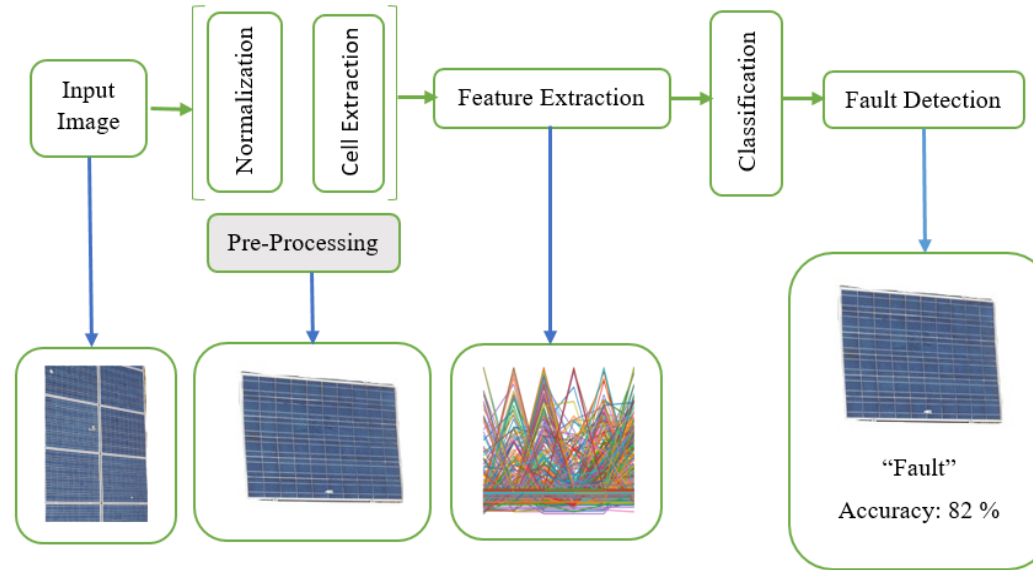 Input
Image
Normalization
Cell Extraction
Feature Extraction
Classification
Fault Detection
Pre-Processing
“Fault”
Accuracy: 82 %